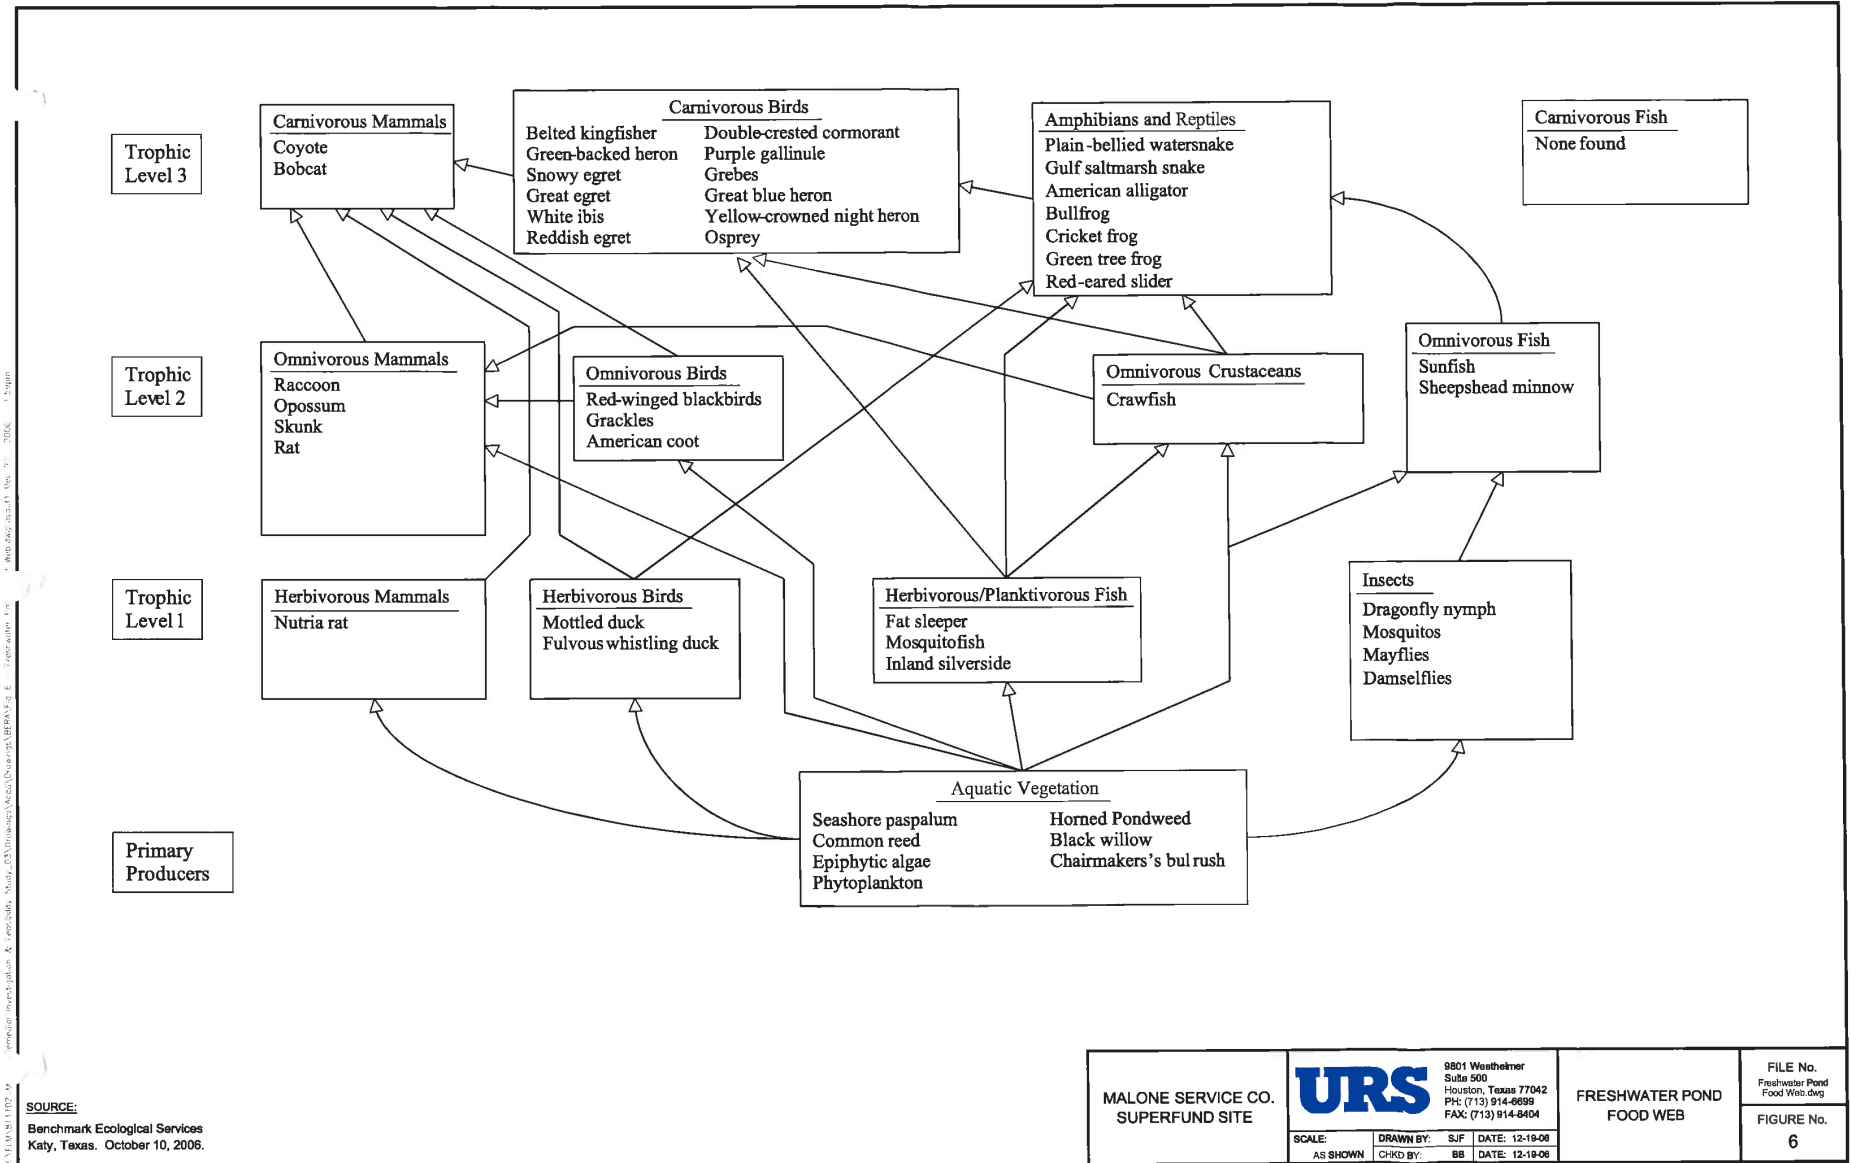 Carnivorous Mammals
Coyote
Bobcat
Carnivorous Birds
Belted kingfisher
Green-backed heron
Snowy egret
Great egret
White ibis
Reddish egret
Double-crested cormorant
Purple gallinule
Grebes
Great blue heron
Yellow-crowned night heron
Osprey
Amphibians and Reptiles
Plain-bellied watersnake
Gulf saltmarsh snake
American alligator
Bullfrog
Cricket frog
Green tree frog
Red-eared slider
Carnivorous Fish
None found
Trophic
Level 3
Trophic
Level 2
Omnivorous Mammals
Raccoon
Opossum
Skunk
Rat
Omnivorous Birds
Red-winged blackbirds
Grackles
American coot
Omnivorous Crustaceans
Crawfish
Omnivorous Fish
Sunfish
Sheepshead minnow
Trophic
Level 1
Herbivorous Mammals
Nutria rat
Herbivorous Birds
Mottled duck
Fulvous whistling duck
Herbivorous/Planktivorous Fish
Fat sleeper
Mosquitofish
Inland silverside
Insects
Dragonfly nymph
Mosquitos
Mayflies
Damselflies
Primary
Producers
Aquatic Vegetation
Seashore paspalum
Common reed
Epiphytic algae
Phytoplankton
Horned Pondweed
Black willow
Chairmakers's bul rush
SOURCE:
Benchmark Ecological Services
Katy, Texas. October 10, 2006.
MALONE SERVICE CO.
SUPERFUND SITE
URS
9801 Westheimer
Suite 500
Houston, Texas 77042
PH: (713) 914-6699
FAX: (713) 914-8404
SCALE:
AS SHOWN
DRAWN BY: SJF DATE: 12-19-06
CHKD BY: BB DATE: 12-19-06
FRESHWATER POND
FOOD WEB
FILE No.
Freshwater Pond
Food Web.dwg
FIGURE No.
6